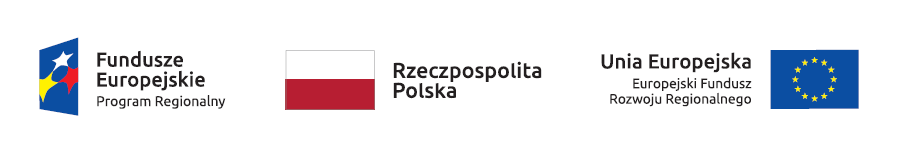 Fundusze
Europejskie
Program Regionalny
Rzeczpospolita
Polska
Unia Europejska
Europejski Fundusz
Rozwoju Regionalnego